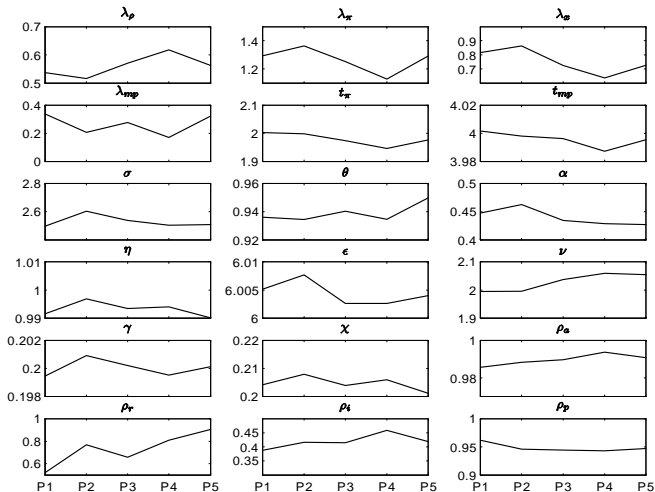 λρ λπ λx
0.7 0.6 0.5 1.4 1.2 0.9 0.8 0.7
λmp tπ tmp
0.4 0.2 0 2.1 2 1.9 4.02 4 3.98
σ θ α
2.8 2.6 0.96 0.94 0.92 0.5 0.45 0.4
η ϵ ν
1.01 1 0.99 6.01 6.005 6 2.1 2 1.9
γ χ ρa
0.202 0.2 0.198 0.22 0.21 0.2 1 0.98
ρr ρi ρp
1 0.8 0.6 0.45 0.4 0.35 1 0.95 0.9
P1 P2 P3 P4 P5 P1 P2 P3 P4 P5 P1 P2 P3 P4 P5